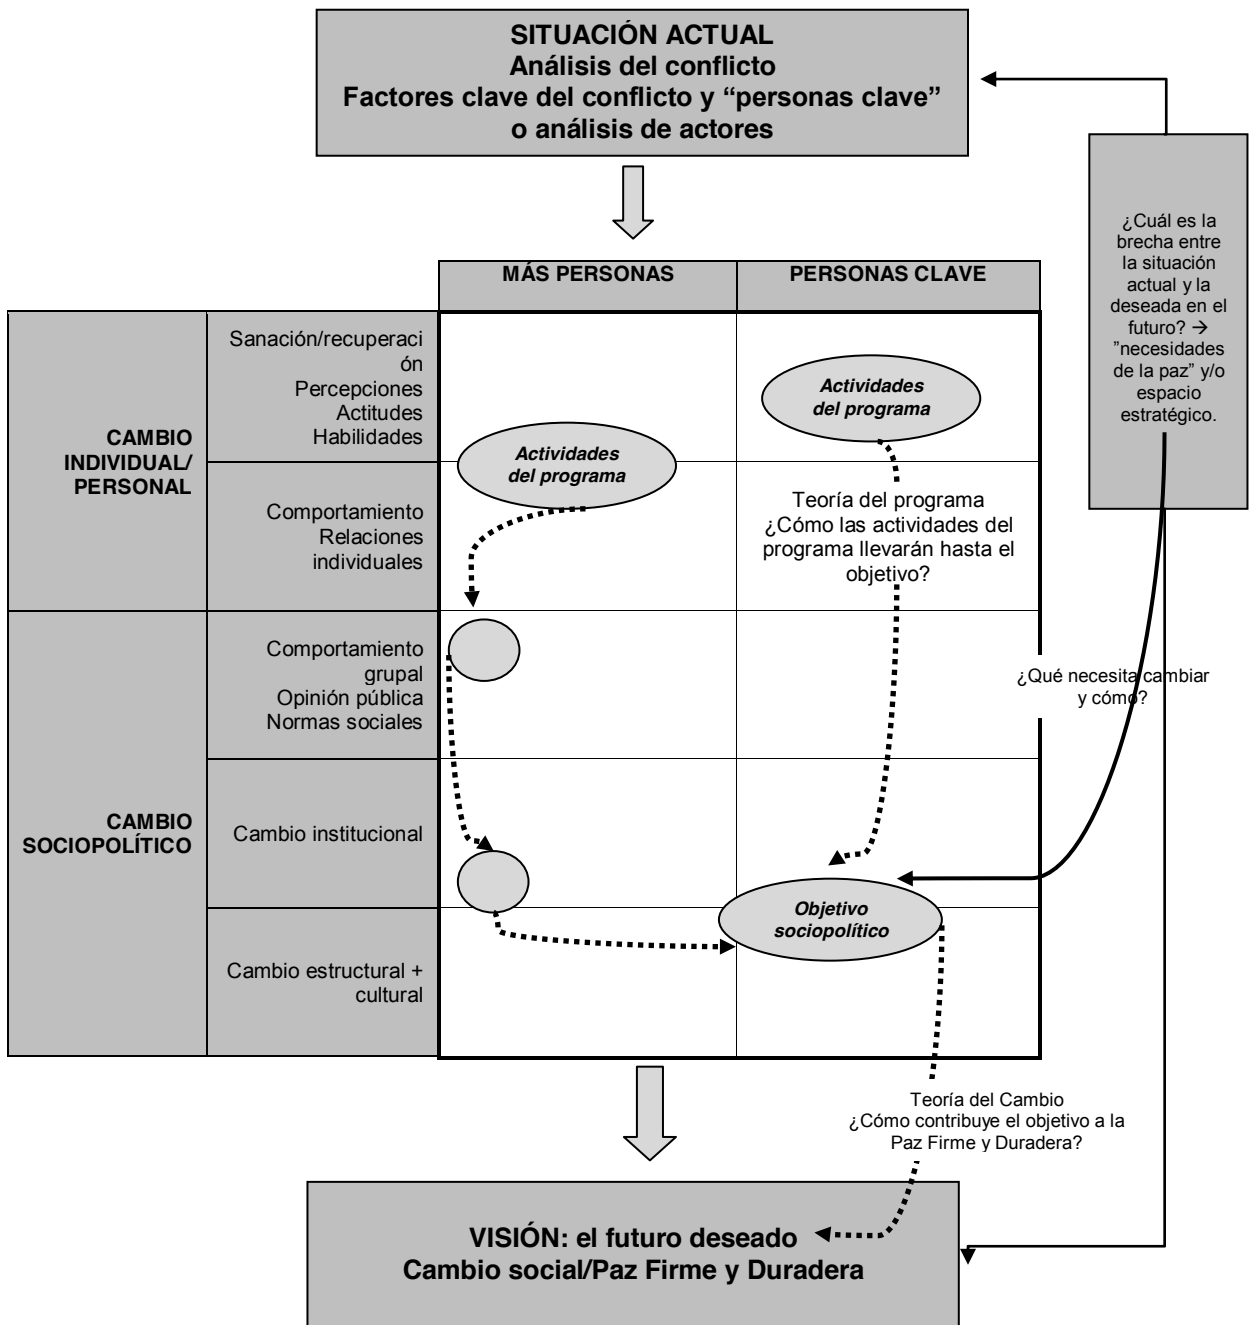 SITUACIÓN ACTUAL
Análisis del conflicto
Factores clave del conflicto y “personas clave”
o análisis de actores
¿Cuál es la
brecha entre
la situación
actual y la
deseada en el
futuro? →
”necesidades
de la paz” y/o
espacio
estratégico.
MÁS PERSONAS
PERSONAS CLAVE
CAMBIO
INDIVIDUAL/
PERSONAL
Sanación/recuperaci
ón
Percepciones
Actitudes
Habilidades
Actividades
del programa
Actividades
del programa
Comportamiento
Relaciones
individuales
Teoría del programa
¿Cómo las actividades del
programa llevarán hasta el
objetivo?
CAMBIO
SOCIOPOLÍTICO
Comportamiento
grupal
Opinión pública
Normas sociales
¿Qué necesita cambiar
y cómo?
Cambio institucional
Objetivo
sociopolítico
Cambio estructural +
cultural
Teoría del Cambio
¿Cómo contribuye el objetivo a la
Paz Firme y Duradera?
VISIÓN: el futuro deseado
Cambio social/Paz Firme y Duradera